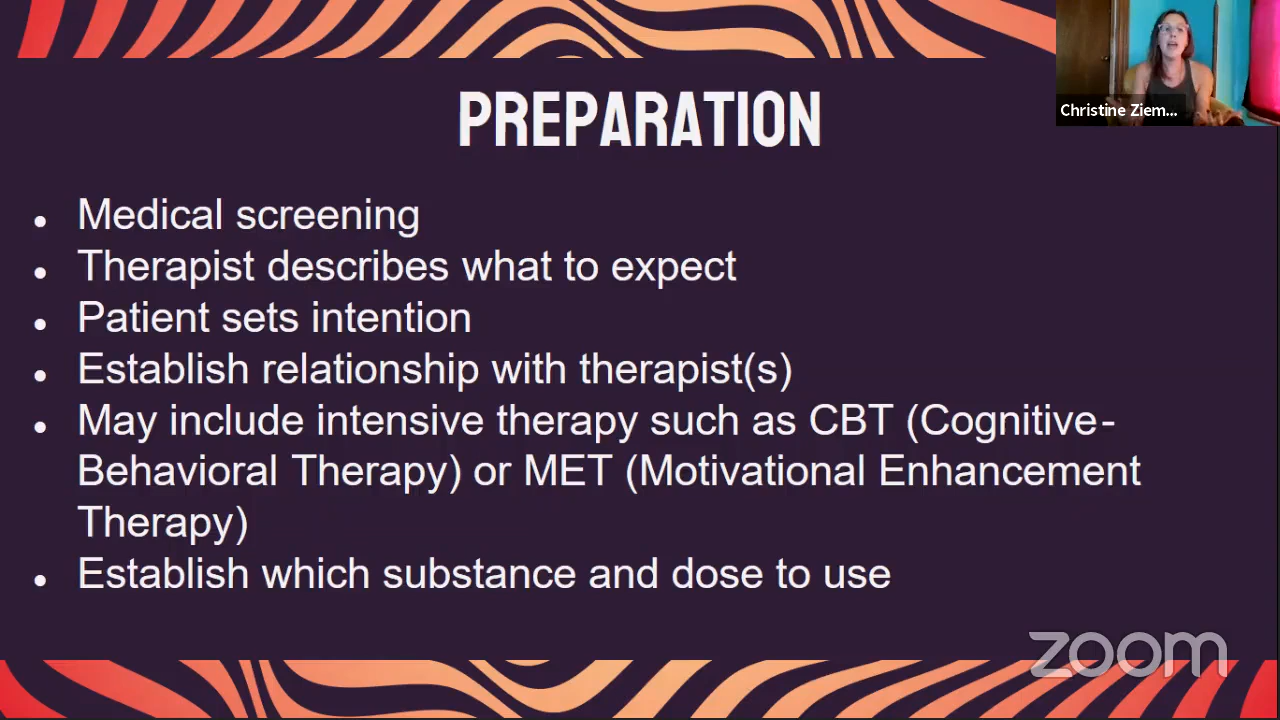 PREPARATION
Christine Ziem...
• Medical screening
• Therapist describes what to expect
• Patient sets intention
• Establish relationship with therapist(s)
• May include intensive therapy such as CBT (Cognitive-
Behavioral Therapy) or MET (Motivational Enhancement
Therapy)
• Establish which substance and dose to use
zoom